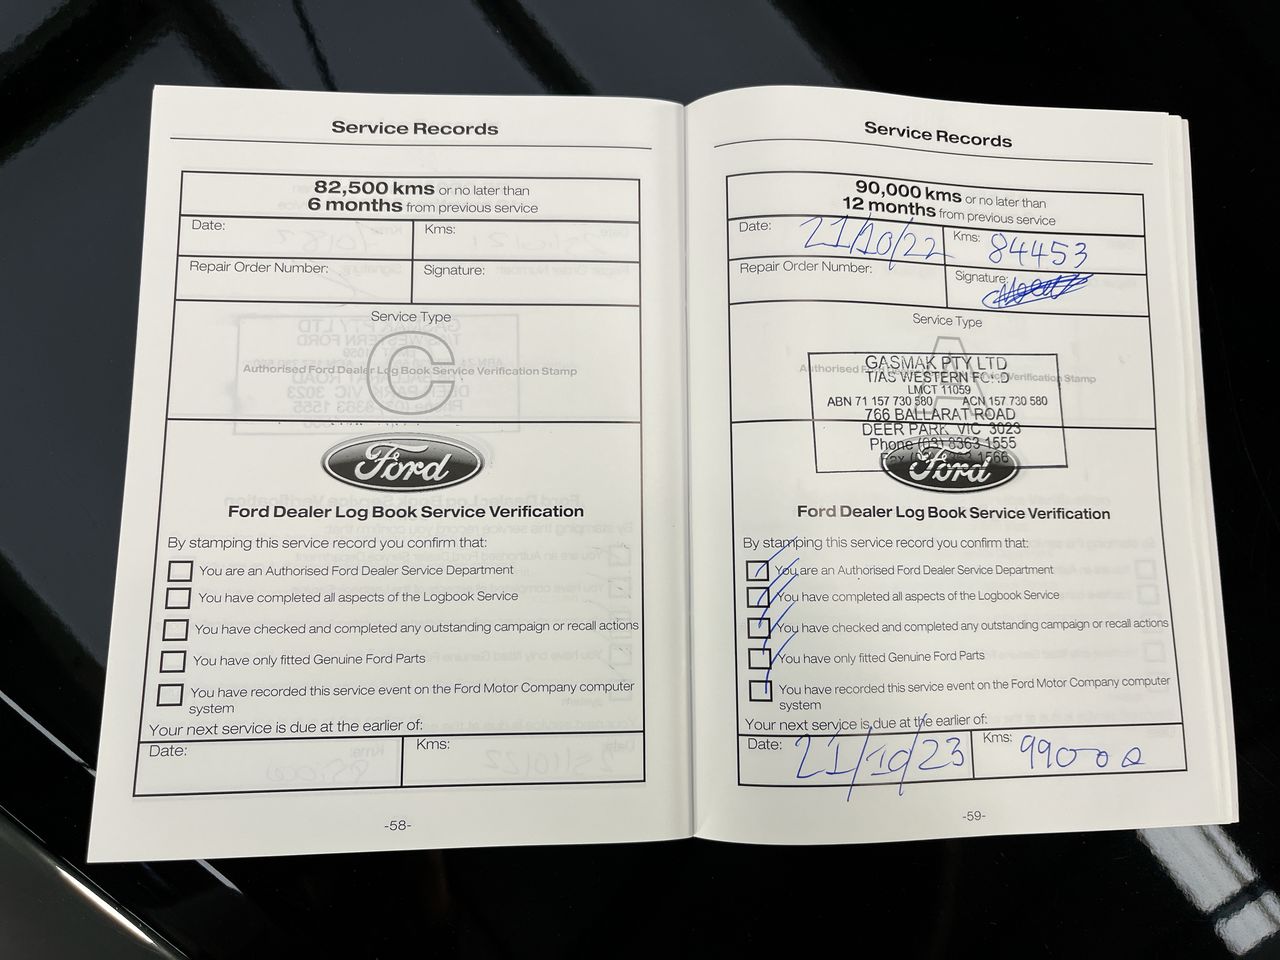 Service Records
82,500 kms or no later than
6 months from previous service
Date:
Kms:
Repair Order Number:
Signature:
Service Type
C
Authorised Ford Dealer Log Book Service Verification Stamp
Ford
Ford Dealer Log Book Service Verification
By stamping this service record you confirm that:
You are an Authorised Ford Dealer Service Department
You have completed all aspects of the Logbook Service
You have checked and completed any outstanding campaign or recall actions
You have only fitted Genuine Ford Parts
You have recorded this service event on the Ford Motor Company computer
system
Your next service is due at the earlier of:
Date:
Kms:
-58-
Service Records
90,000 kms or no later than
12 months from previous service
Date: 21/10/22
Kms: 84453
Repair Order Number:
Signature:
Service Type
A
Authorised Ford Dealer Service Verification Stamp
GASMAK PTY LTD
T/AS WESTERN FORD
LMCT 11059
ABN 71 157 730 580 ACN 157 730 580
766 BALLARAT ROAD
DEER PARK VIC 3023
Phone (03) 8363 1555
Fax 1566
Ford
Ford Dealer Log Book Service Verification
By stamping this service record you confirm that:
You are an Authorised Ford Dealer Service Department
You have completed all aspects of the Logbook Service
You have checked and completed any outstanding campaign or recall actions
You have only fitted Genuine Ford Parts
You have recorded this service event on the Ford Motor Company computer
system
Your next service is due at the earlier of:
Date: 21/10/23
Kms: 99000
-59-